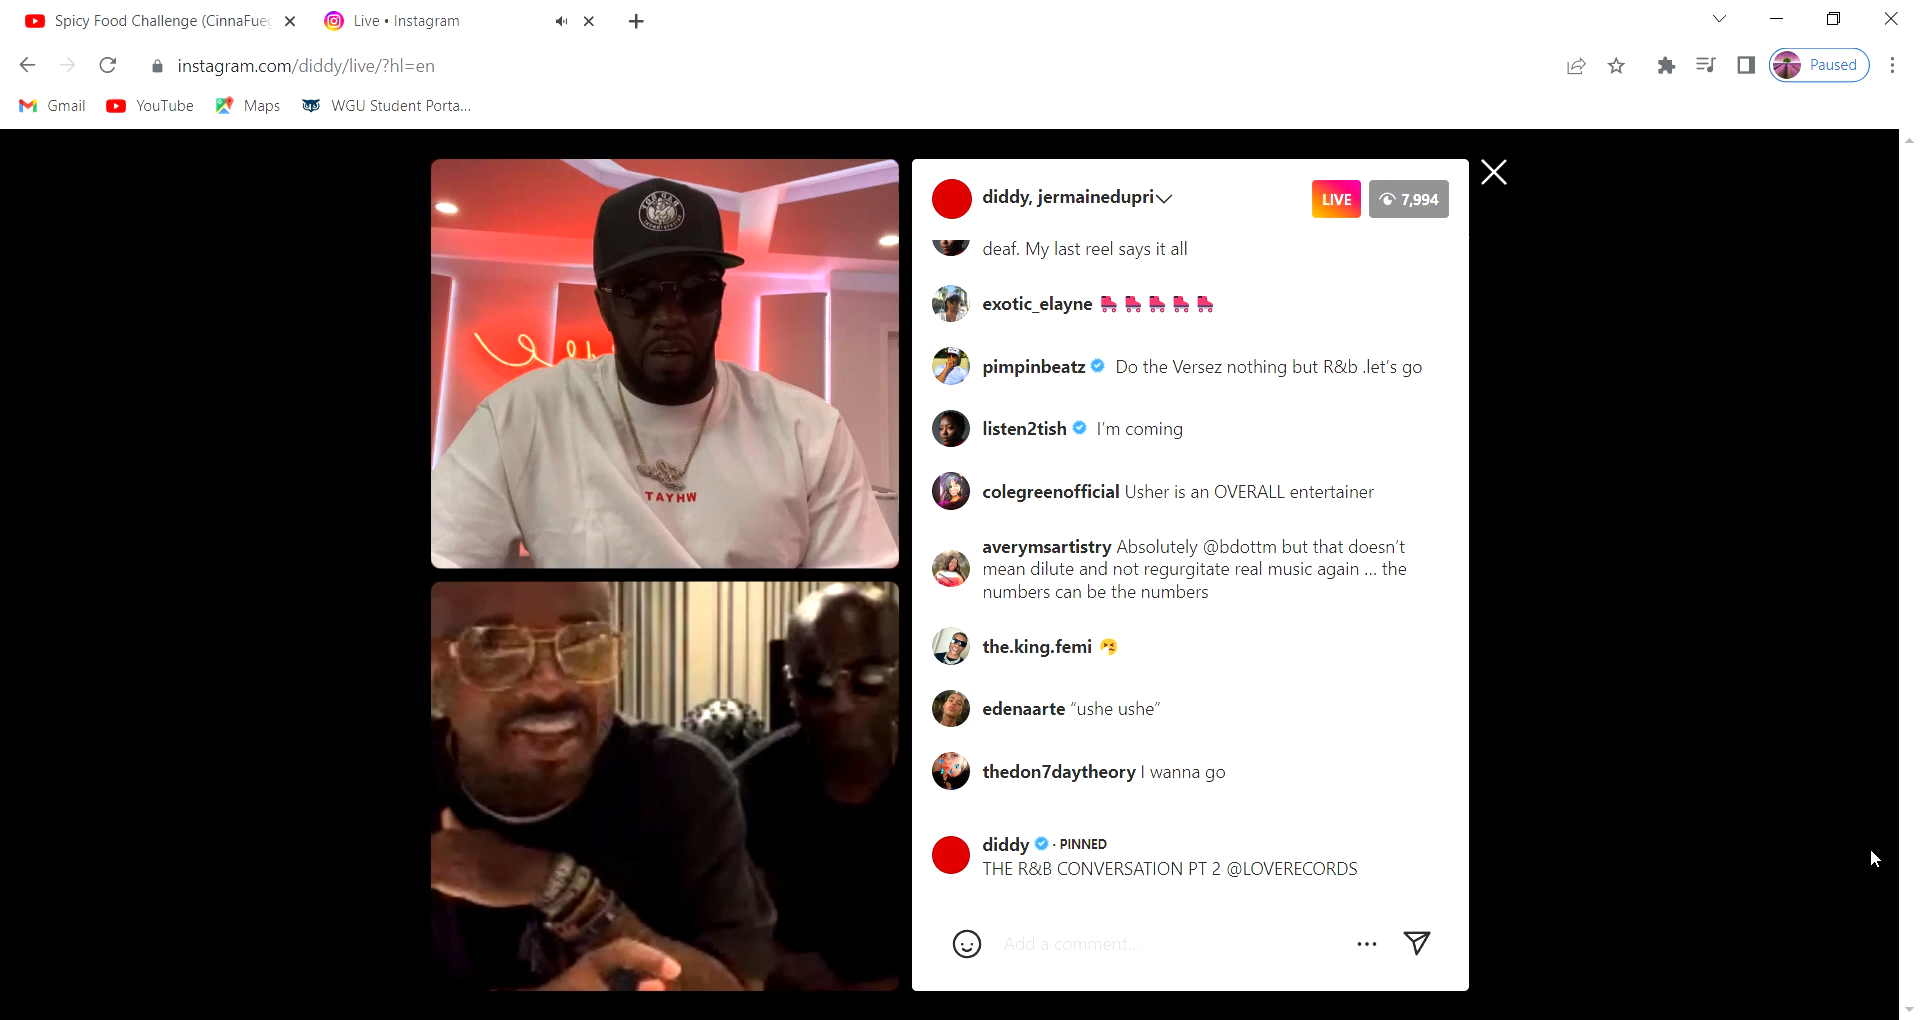 Spicy Food Challenge (CinnaFueg
Live • Instagram
instagram.com/diddy/live/?hl=en
Paused
Gmail
YouTube
Maps
WGU Student Porta...
diddy, jermainedupri
LIVE
7,994
deaf. My last reel says it all
exotic_elayne
pimpinbeatz Do the Versez nothing but R&b .let's go
listen2tish I'm coming
colegreenofficial Usher is an OVERALL entertainer
averymsartistry Absolutely @bdottm but that doesn't
mean dilute and not regurgitate real music again ... the
numbers can be the numbers
the.king.femi
edenaarte "ushe ushe"
thedon7daytheory I wanna go
diddy · PINNED
THE R&B CONVERSATION PT 2 @LOVERECORDS
Add a comment...
TAYHW